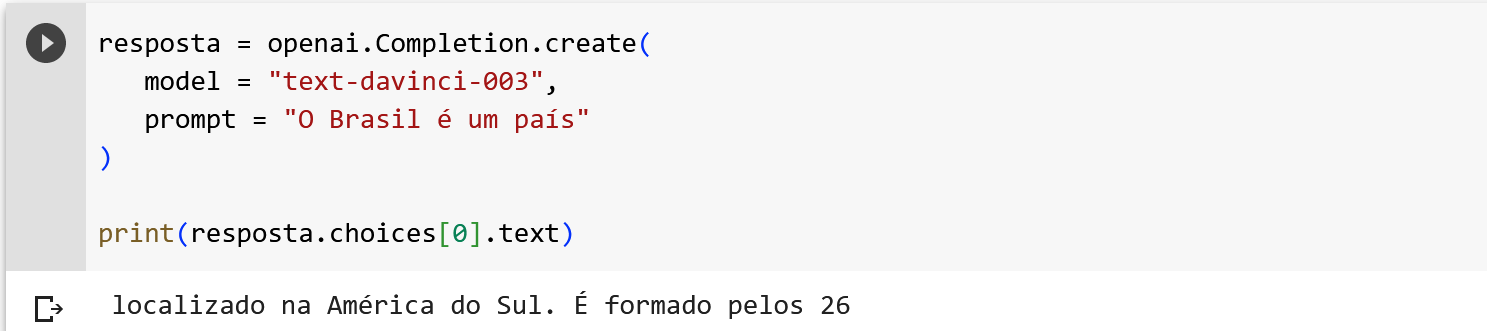 resposta = openai.Completion.create(
   model = "text-davinci-003",
   prompt = "O Brasil é um país"
)
print(resposta.choices[0].text)
localizado na América do Sul. É formado pelos 26